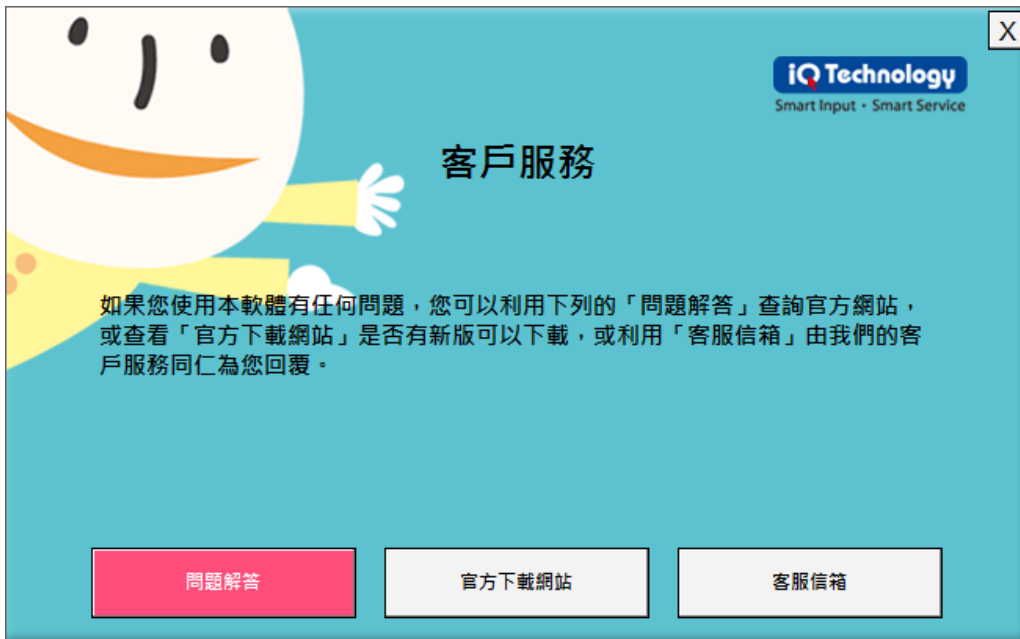 X
iQ Technology
Smart Input・Smart Service
客戶服務
如果您使用本軟體有任何問題，您可以利用下列的「問題解答」查詢官方網站，
或查看「官方下載網站」是否有新版可以下載，或利用「客服信箱」由我們的客
戶服務同仁為您回覆。
問題解答
官方下載網站
客服信箱